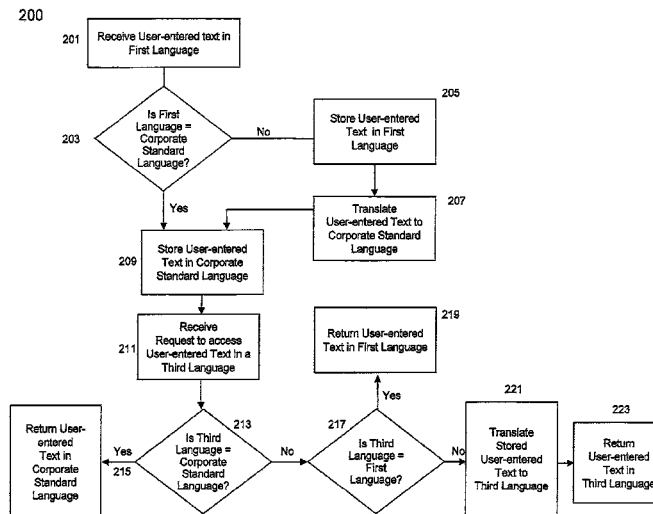 200
201
Receive User-entered text in
First Language
203
Is First
Language =
Corporate
Standard
Language?
No
205
Store User-entered
Text in First
Language
Yes
207
Translate
User-entered Text to
Corporate Standard
Language
209
Store User-entered
Text in Corporate
Standard Language
211
Receive
Request to access
User-entered Text in a
Third Language
219
Return User-entered
Text in First Language
213
Is Third
Language =
Corporate
Standard
Language?
Yes
215
Return User-
entered
Text in
Corporate
Standard
Language
No
217
Is Third
Language =
First
Language?
Yes
No
221
Translate
Stored
User-entered
Text to
Third Language
223
Return
User-entered
Text in
Third Language